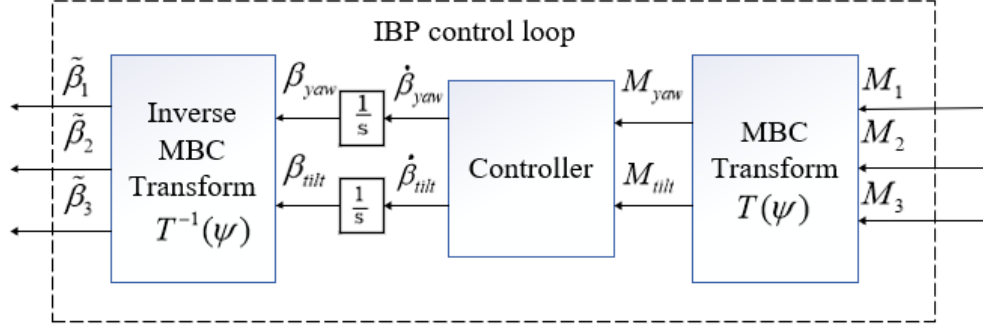 IBP control loop
β̃₁
β̃₂
β̃₃
Inverse
MBC
Transform
T⁻¹(ψ)
β_yaw
β_tilt
1/s
1/s
β̇_yaw
β̇_tilt
Controller
M_yaw
M_tilt
MBC
Transform
T(ψ)
M₁
M₂
M₃